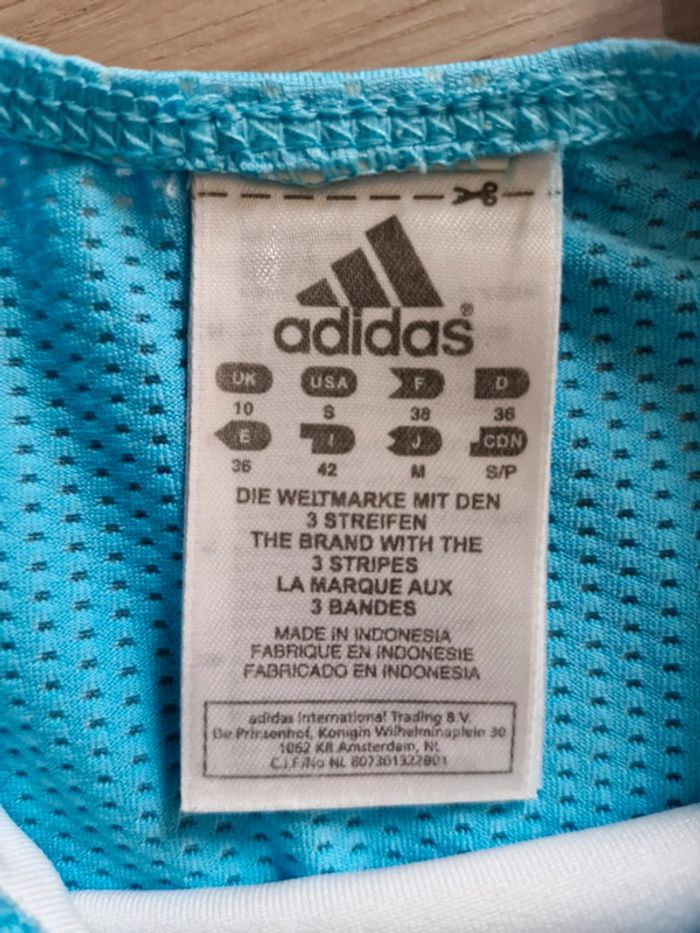 adidas®
UK USA F D
10 S 38 36
E I J CDN
36 42 M S/P
DIE WELTMARKE MIT DEN
3 STREIFEN
THE BRAND WITH THE
3 STRIPES
LA MARQUE AUX
3 BANDES
MADE IN INDONESIA
FABRIQUE EN INDONESIE
FABRICADO EN INDONESIA
adidas International Trading B.V.
De Prinsenhof, Konigin Wilhelminaplein 30
1062 KR Amsterdam, NL
C.I.F/No NL 807301322B01